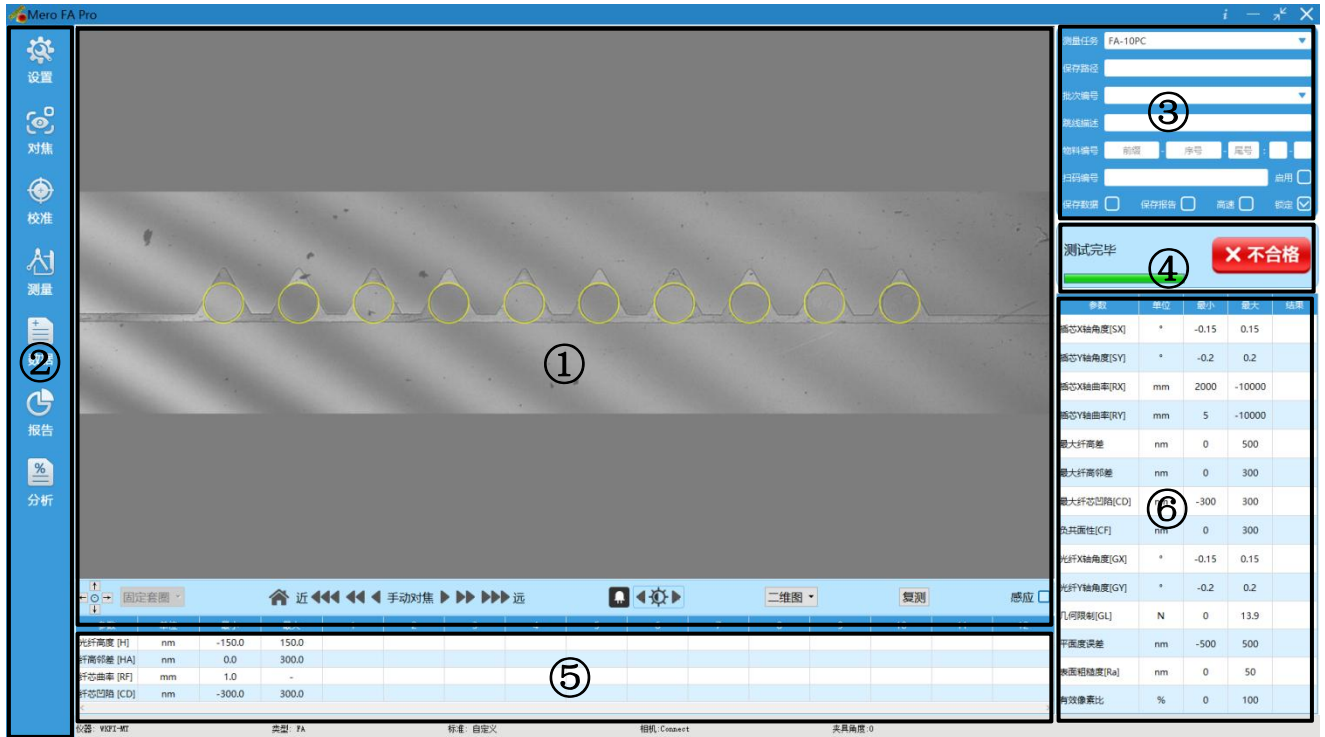 Mero FA Pro
设置
对焦
校准
测量
②
报告
分析
①
近 手动对焦 远
固定套圈
二维图
复测
感应
测量任务 FA-10PC
保存路径
批次编号
③
跳线描述
物料编号 前缀 - 序号 - 尾号 : -
扫码编号 启用
保存数据 保存报告 高速 锁定
测试完毕
④
不合格
参数 单位 最小 最大 结果
插芯X轴角度[SX] ° -0.15 0.15
插芯Y轴角度[SY] ° -0.2 0.2
插芯X轴曲率[RX] mm 2000 -10000
插芯Y轴曲率[RY] mm 5 -10000
最大纤高差 nm 0 500
最大纤高邻差 nm 0 300
最大纤芯凹陷[CD] nm -300 300
⑥
负共面性[CF] nm 0 300
光纤X轴角度[GX] ° -0.15 0.15
光纤Y轴角度[GY] ° -0.2 0.2
几何限制[GL] N 0 13.9
平面度误差 nm -500 500
表面粗糙度[Ra] nm 0 50
有效像素比 % 0 100
光纤高度 [H] nm -150.0 150.0
纤高邻差 [HA] nm 0.0 300.0
⑤
纤芯曲率 [RF] mm 1.0 -
纤芯凹陷 [CD] nm -300.0 300.0
仪器: WKFI-MT 类型: FA 标准: 自定义 相机:Connect 夹具角度:0